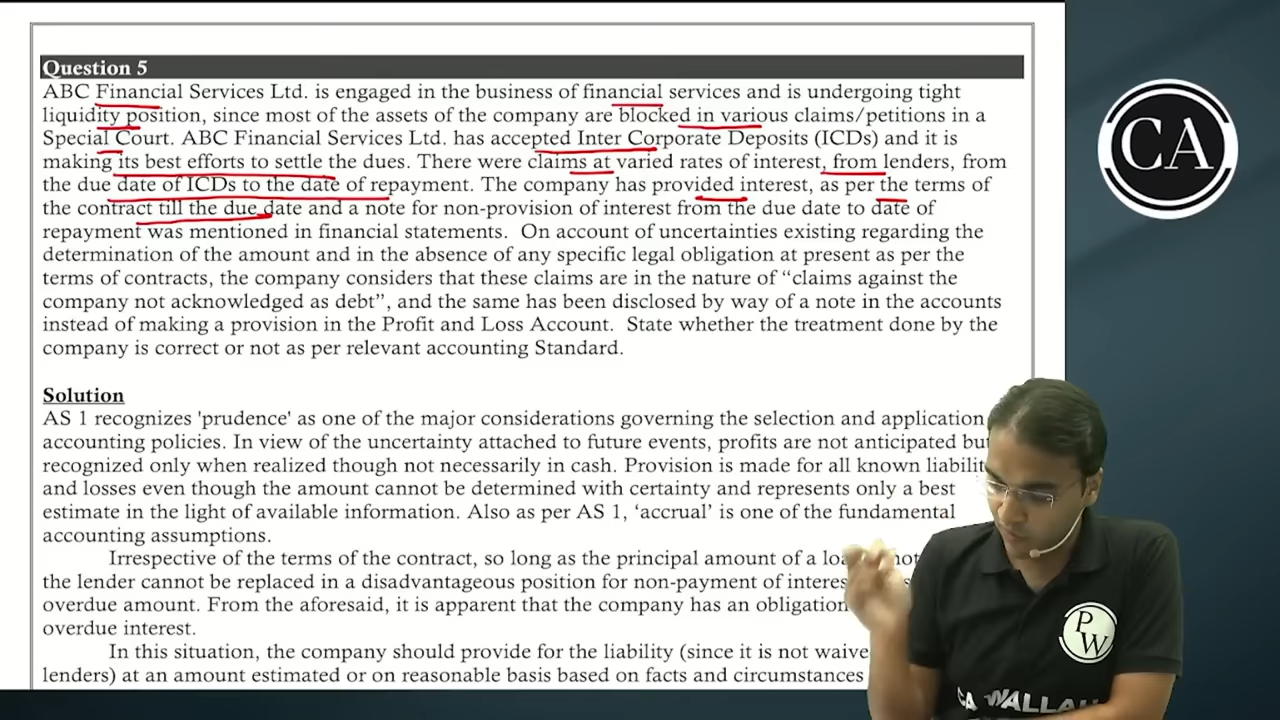 Question 5
ABC Financial Services Ltd. is engaged in the business of financial services and is undergoing tight
liquidity position, since most of the assets of the company are blocked in various claims/petitions in a
Special Court. ABC Financial Services Ltd. has accepted Inter Corporate Deposits (ICDs) and it is
making its best efforts to settle the dues. There were claims at varied rates of interest, from lenders, from
the due date of ICDs to the date of repayment. The company has provided interest, as per the terms of
the contract till the due date and a note for non-provision of interest from the due date to date of
repayment was mentioned in financial statements. On account of uncertainties existing regarding the
determination of the amount and in the absence of any specific legal obligation at present as per the
terms of contracts, the company considers that these claims are in the nature of “claims against the
company not acknowledged as debt”, and the same has been disclosed by way of a note in the accounts
instead of making a provision in the Profit and Loss Account. State whether the treatment done by the
company is correct or not as per relevant accounting Standard.
Solution
AS 1 recognizes 'prudence' as one of the major considerations governing the selection and application
accounting policies. In view of the uncertainty attached to future events, profits are not anticipated but
recognized only when realized though not necessarily in cash. Provision is made for all known
and losses even though the amount cannot be determined with certainty and represents only a best
estimate in the light of available information. Also as per AS 1, ‘accrual’ is one of the fundamental
accounting assumptions.
Irrespective of the terms of the contract, so long as the principal amount of a
the lender cannot be replaced in a disadvantageous position for non-payment of
overdue amount. From the aforesaid, it is apparent that the company has an obligation
overdue interest.
In this situation, the company should provide for the liability (since it is not
lenders) at an amount estimated or on reasonable basis based on facts and circumstances
CA
P
W
CA WALLAH